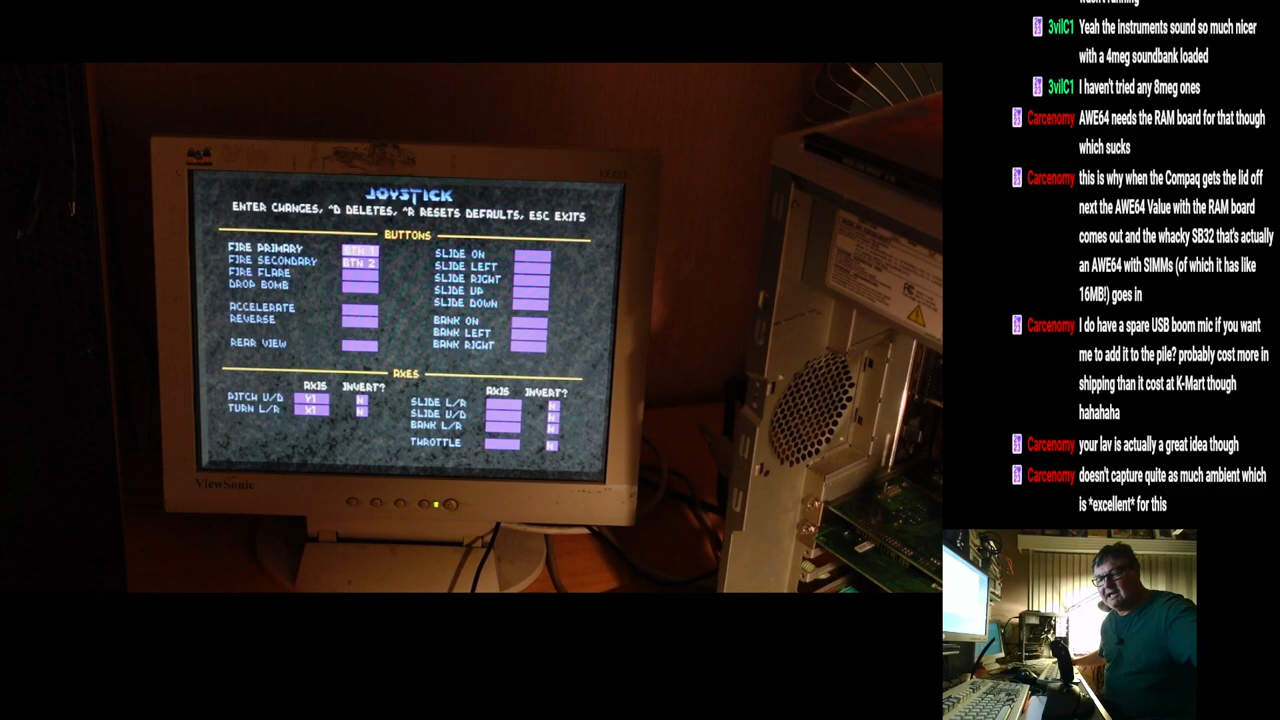 JOYSTICK
ENTER CHANGES, ^D DELETES, ^R RESETS DEFAULTS, ESC EXITS
BUTTONS
FIRE PRIMARY BTN 1
FIRE SECONDARY BTN 2
FIRE FLARE
DROP BOMB
ACCELERATE
REVERSE
REAR VIEW
SLIDE ON
SLIDE LEFT
SLIDE RIGHT
SLIDE UP
SLIDE DOWN
BANK ON
BANK LEFT
BANK RIGHT
AXES
AXIS INVERT?
PITCH U/D Y1 N
TURN L/R X1 N
AXIS INVERT?
SLIDE L/R N
SLIDE U/D N
BANK L/R N
THROTTLE N
ViewSonic
3vilC1 Yeah the instruments sound so much nicer
with a 4meg soundbank loaded
3vilC1 I haven't tried any 8meg ones
Carcenomy AWE64 needs the RAM board for that though
which sucks
Carcenomy this is why when the Compaq gets the lid off
next the AWE64 Value with the RAM board
comes out and the whacky SB32 that's actually
an AWE64 with SIMMs (of which it has like
16MB!) goes in
Carcenomy I do have a spare USB boom mic if you want
me to add it to the pile? probably cost more in
shipping than it cost at K-Mart though
hahahaha
Carcenomy your lav is actually a great idea though
Carcenomy doesn't capture quite as much ambient which
is *excellent* for this